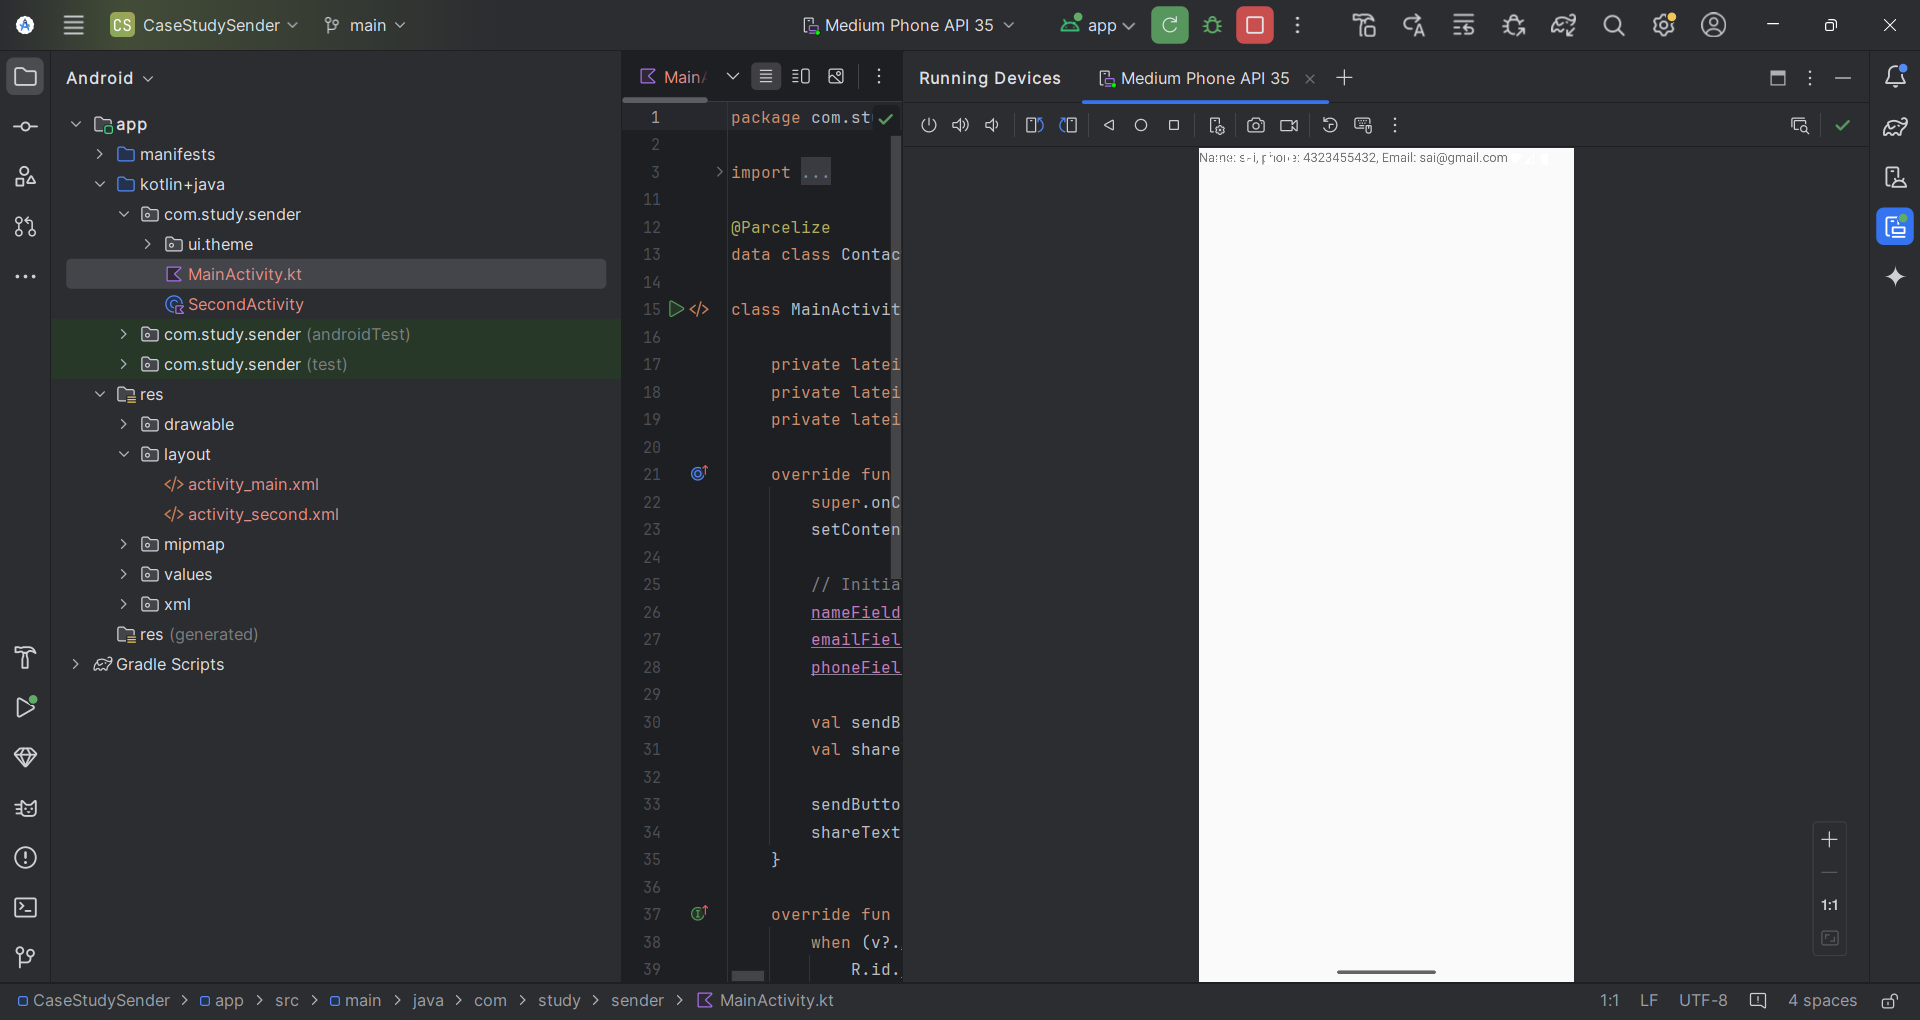 CS CaseStudySender main Medium Phone API 35 app
Android
app
manifests
kotlin+java
com.study.sender
ui.theme
MainActivity.kt
SecondActivity
com.study.sender (androidTest)
com.study.sender (test)
res
drawable
layout
activity_main.xml
activity_second.xml
mipmap
values
xml
res (generated)
Gradle Scripts
MainA
1 package com.st
2
3 import ...
11
12 @Parcelize
13 data class Contac
14
15 class MainActivit
16
17 private latei
18 private latei
19 private latei
20
21 override fun
22 super.onC
23 setConten
24
25 // Initia
26 nameField
27 emailFiel
28 phoneFiel
29
30 val sendB
31 val share
32
33 sendButto
34 shareText
35 }
36
37 override fun
38 when (v?.
39 R.id.
Running Devices Medium Phone API 35
phone: 4323455432, Email: sai@gmail.com
1:1
CaseStudySender > app > src > main > java > com > study > sender > MainActivity.kt
1:1 LF UTF-8 4 spaces